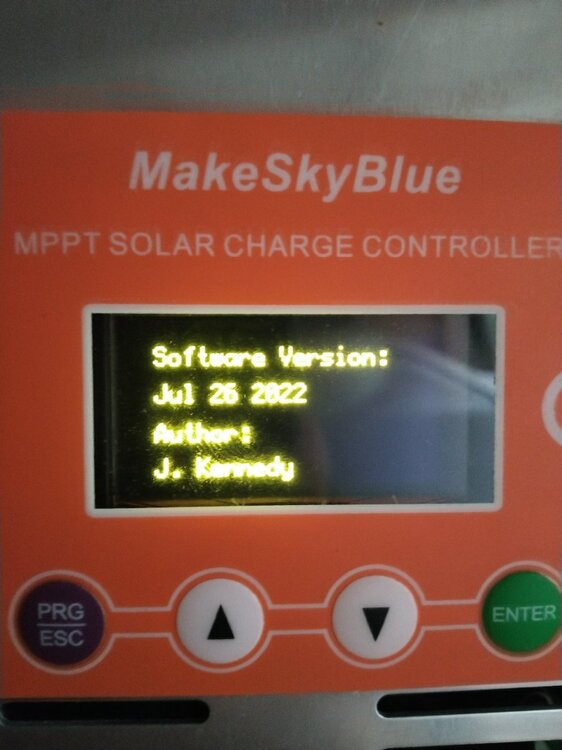 MakeSkyBlue
MPPT SOLAR CHARGE CONTROLLER
Software Version:
Jul 26 2022
Author:
J. Kennedy
PRG
ESC
ENTER